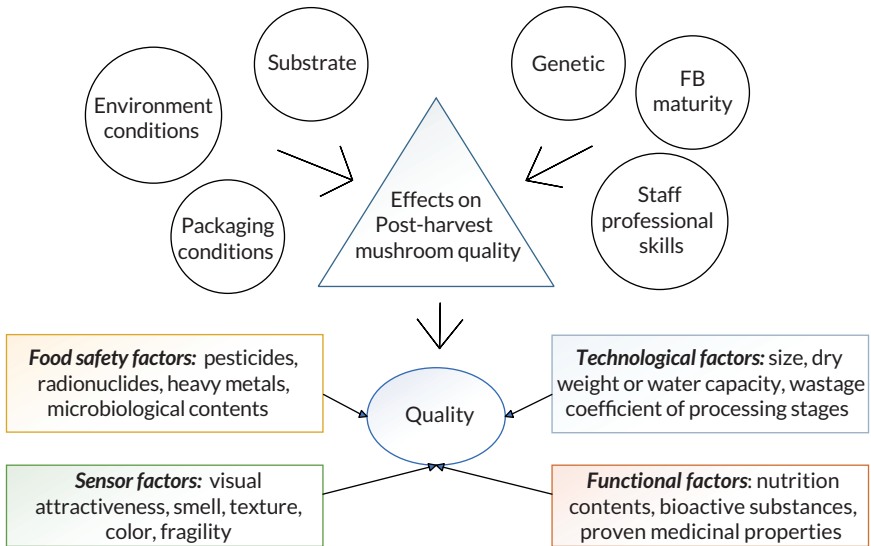 Substrate
Genetic
FB
maturity
Environment
conditions
Effects on
Post-harvest
mushroom quality
Staff
professional
skills
Packaging
conditions
Food safety factors: pesticides,
radionuclides, heavy metals,
microbiological contents
Technological factors: size, dry
weight or water capacity, wastage
coefficient of processing stages
Quality
Sensor factors: visual
attractiveness, smell, texture,
color, fragility
Functional factors: nutrition
contents, bioactive substances,
proven medicinal properties